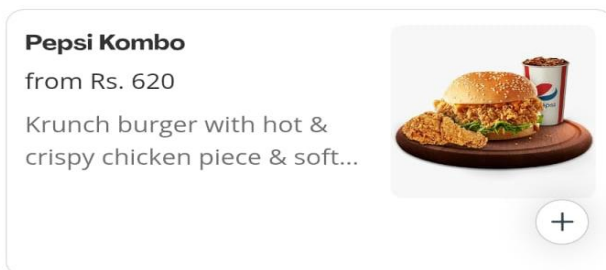 Pepsi Kombo
from Rs. 620
Krunch burger with hot &
crispy chicken piece & soft...